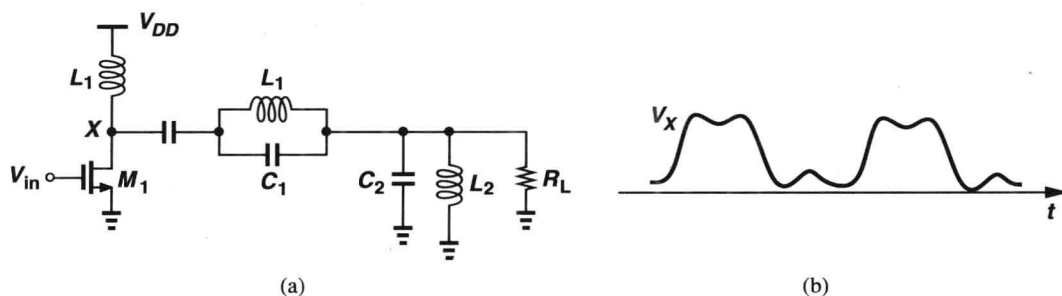 V_DD
L_1
L_1
X
V_in
M_1
C_1
C_2
L_2
R_L
(a)
V_X
t
(b)